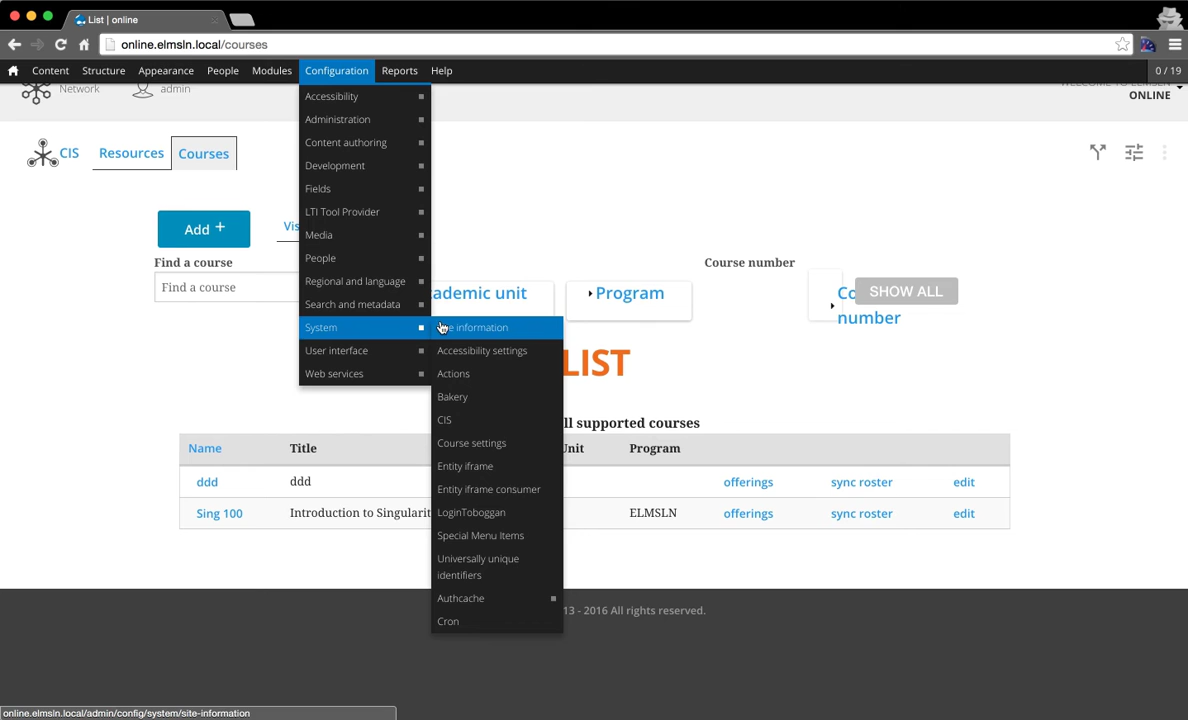 List | online
online.elmsln.local/courses
Content Structure Appearance People Modules Configuration Reports Help 0 / 19
Network admin
ONLINE
CIS Resources Courses
Accessibility
Administration
Content authoring
Development
Fields
LTI Tool Provider
Media
People
Regional and language
Search and metadata
System
User interface
Web services
information
Accessibility settings
Actions
Bakery
CIS
Course settings
Entity iframe
Entity iframe consumer
LoginToboggan
Special Menu Items
Universally unique
identifiers
Authcache
Cron
Add +
Find a course
Find a course
Program
Course number
number
SHOW ALL
LIST
supported courses
Name Title Unit Program
ddd ddd offerings sync roster edit
Sing 100 Introduction to ELMSLN offerings sync roster edit
13 - 2016 All rights reserved.
online.elmsln.local/admin/config/system/site-information